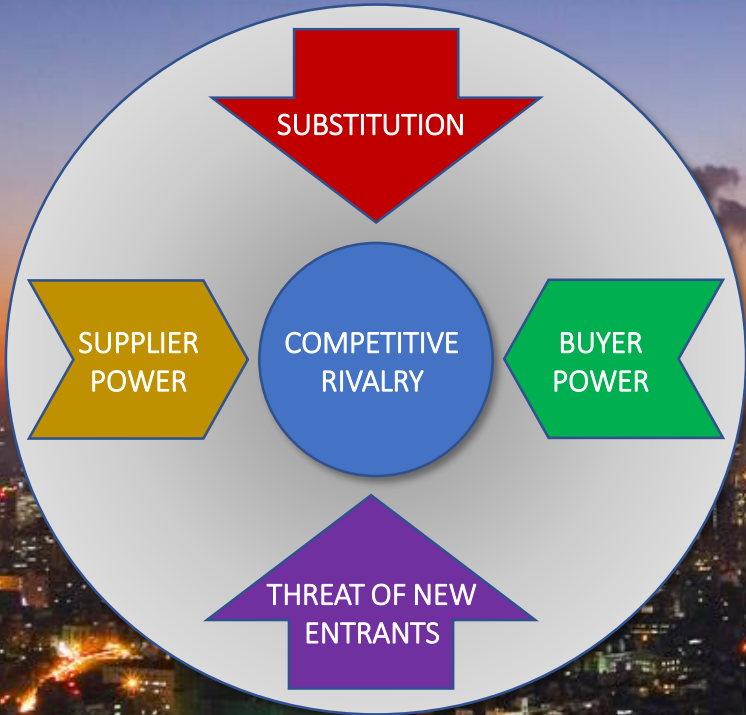 SUBSTITUTION
SUPPLIER
POWER
COMPETITIVE
RIVALRY
BUYER
POWER
THREAT OF NEW
ENTRANTS